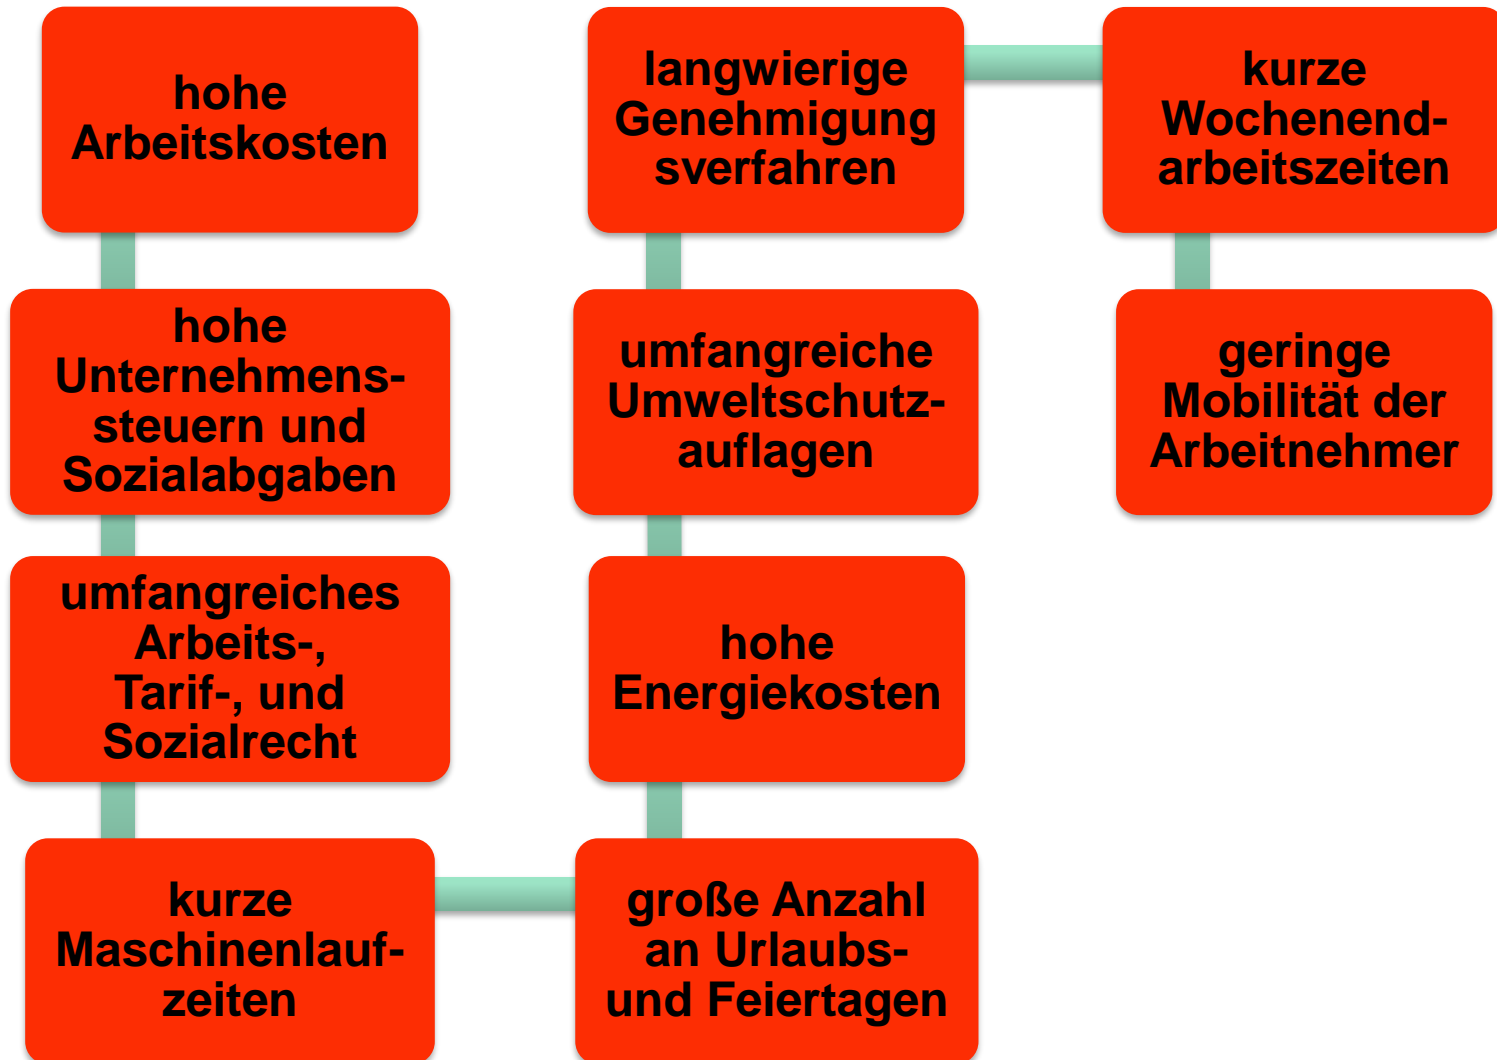 hohe
Arbeitskosten
hohe
Unternehmens-
steuern und
Sozialabgaben
umfangreiches
Arbeits-,
Tarif-, und
Sozialrecht
kurze
Maschinenlauf-
zeiten
große Anzahl
an Urlaubs-
und Feiertagen
hohe
Energiekosten
umfangreiche
Umweltschutz-
auflagen
langwierige
Genehmigung
sverfahren
kurze
Wochenend-
arbeitszeiten
geringe
Mobilität der
Arbeitnehmer